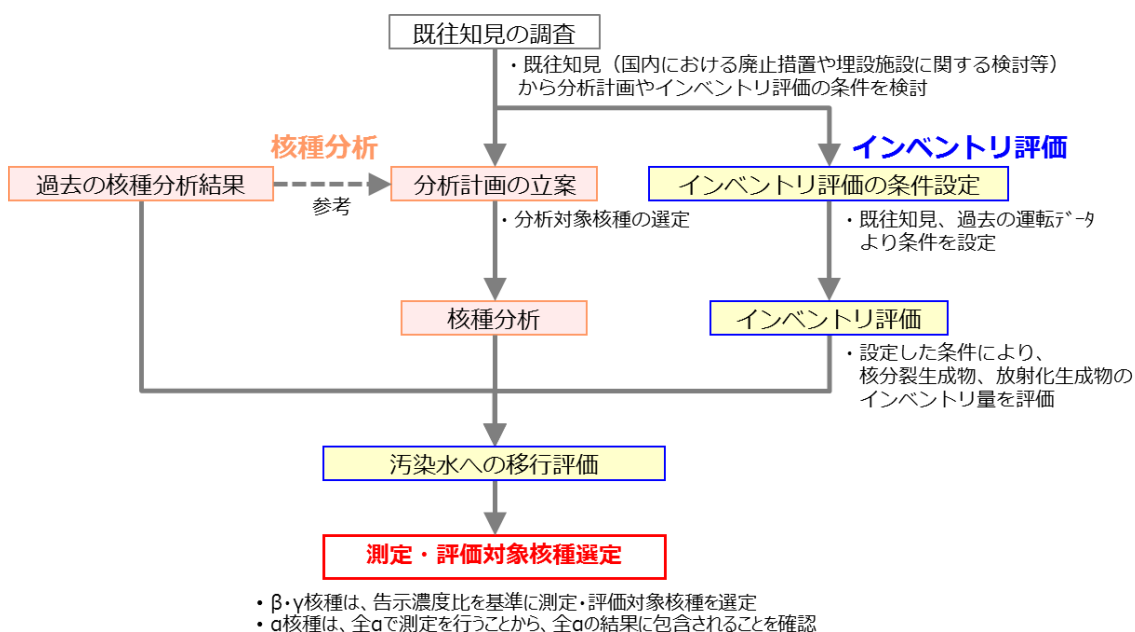 既往知見の調査
・既往知見（国内における廃止措置や埋設施設に関する検討等）
から分析計画やインベントリ評価の条件を検討
核種分析
インベントリ評価
過去の核種分析結果
参考
分析計画の立案
インベントリ評価の条件設定
・分析対象核種の選定
・既往知見、過去の運転ﾃﾞｰﾀ
より条件を設定
核種分析
インベントリ評価
・設定した条件により、
核分裂生成物、放射化生成物の
インベントリ量を評価
汚染水への移行評価
測定・評価対象核種選定
・β・γ核種は、告示濃度比を基準に測定・評価対象核種を選定
・α核種は、全αで測定を行うことから、全αの結果に包含されることを確認